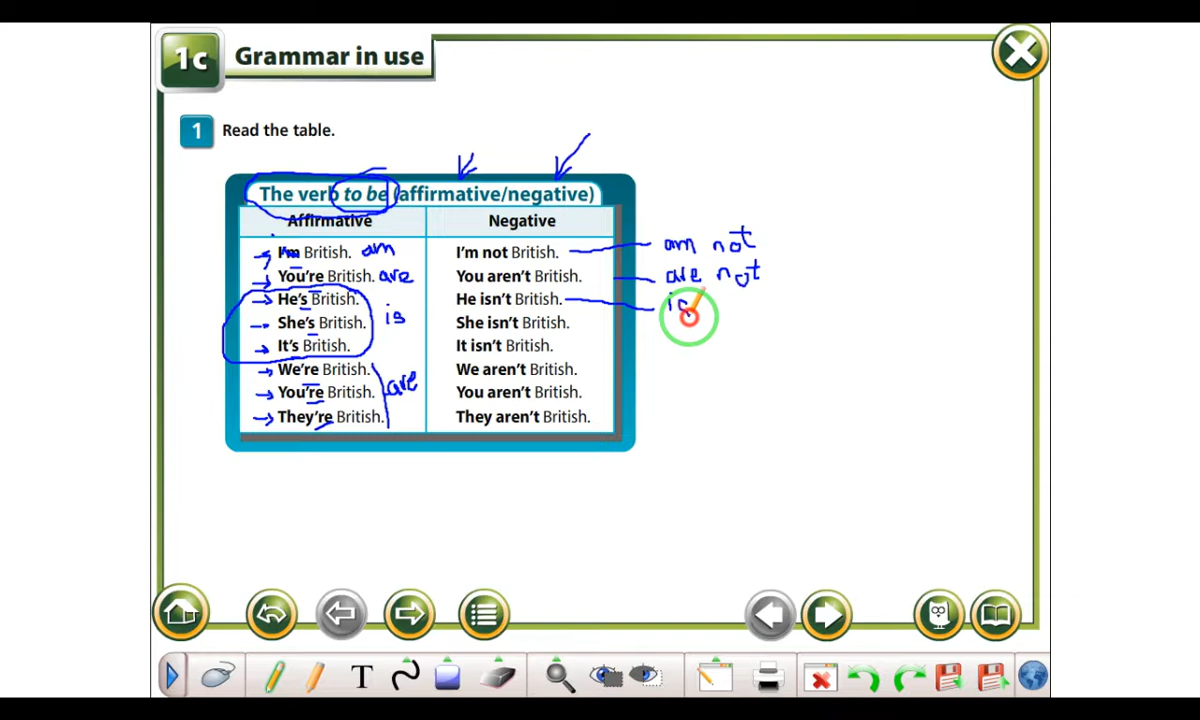 1c Grammar in use
1 Read the table.
The verb to be (affirmative/negative)
Affirmative Negative
I'm British. am I'm not British. am not
You're British. are You aren't British. are not
He's British. He isn't British. is
She's British. is She isn't British.
It's British. It isn't British.
We're British. We aren't British.
You're British. are You aren't British.
They're British. They aren't British.
T